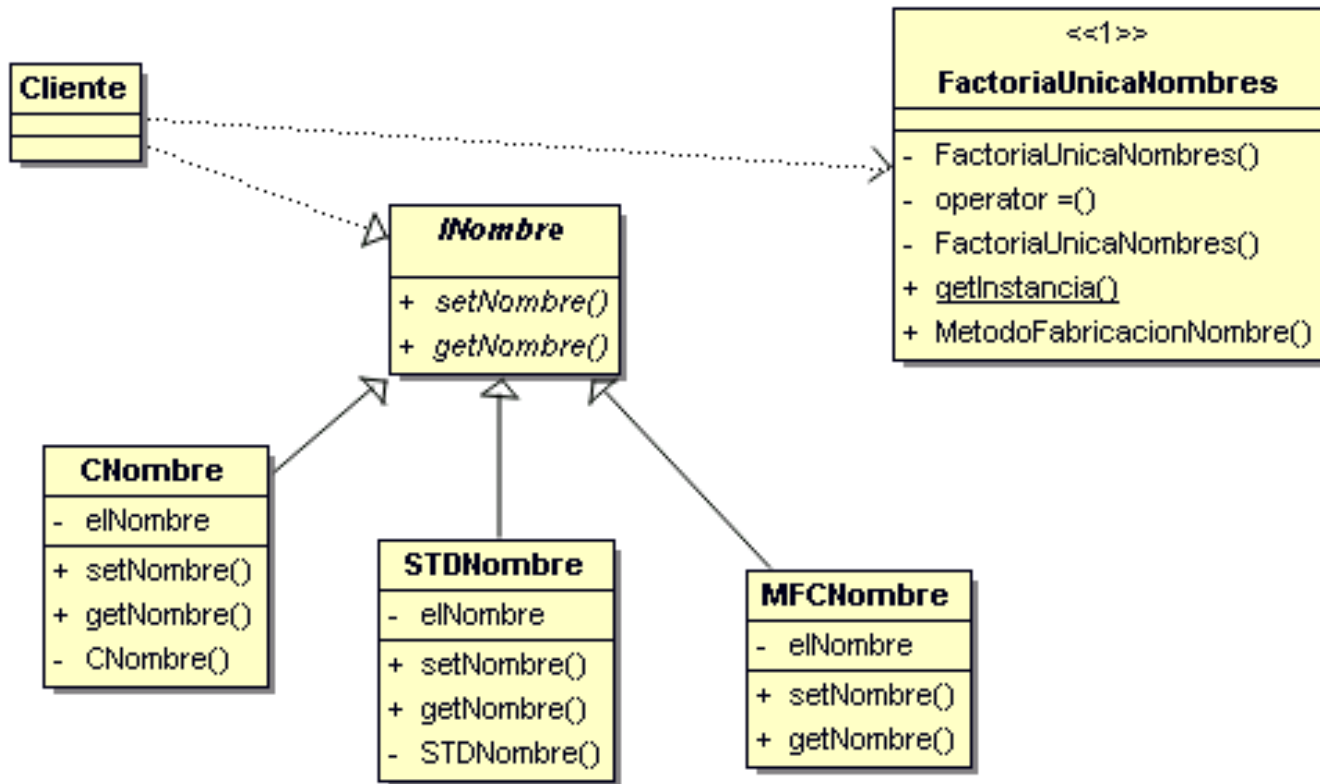 Cliente
<<1>>
FactoriaUnicaNombres
- FactoriaUnicaNombres()
- operator =()
- FactoriaUnicaNombres()
+ getInstancia()
+ MetodoFabricacionNombre()
INombre
+ setNombre()
+ getNombre()
CNombre
- elNombre
+ setNombre()
+ getNombre()
- CNombre()
STDNombre
- elNombre
+ setNombre()
+ getNombre()
- STDNombre()
MFCNombre
- elNombre
+ setNombre()
+ getNombre()